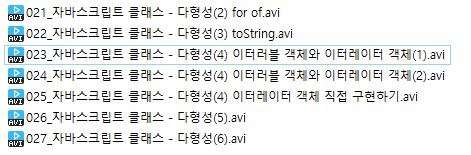 AVI 021_자바스크립트 클래스 - 다형성(2) for of.avi
AVI 022_자바스크립트 클래스 - 다형성(3) toString.avi
AVI 023_자바스크립트 클래스 - 다형성(4) 이터러블 객체와 이터레이터 객체(1).avi
AVI 024_자바스크립트 클래스 - 다형성(4) 이터러블 객체와 이터레이터 객체(2).avi
AVI 025_자바스크립트 클래스 - 다형성(4) 이터레이터 객체 직접 구현하기.avi
AVI 026_자바스크립트 클래스 - 다형성(5).avi
AVI 027_자바스크립트 클래스 - 다형성(6).avi